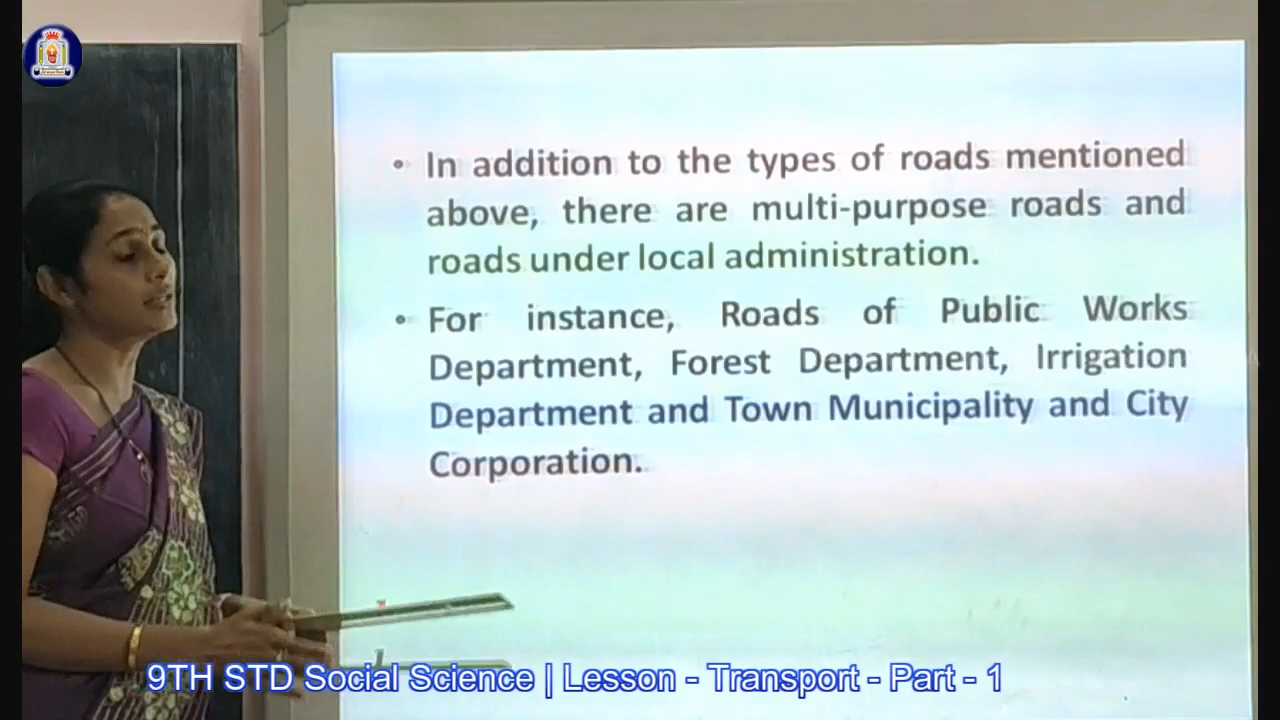 • In addition to the types of roads mentioned
above, there are multi-purpose roads and
roads under local administration.
• For instance, Roads of Public Works
Department, Forest Department, Irrigation
Department and Town Municipality and City
Corporation.
9TH STD Social Science | Lesson - Transport - Part - 1